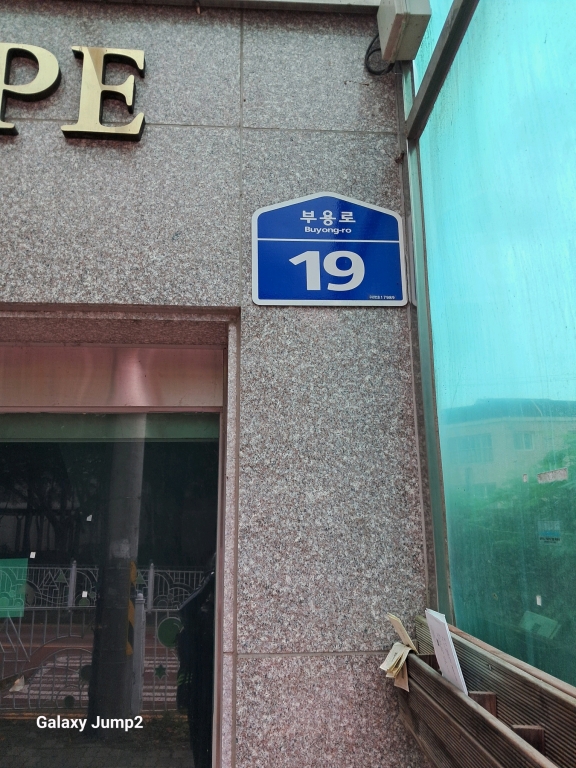 PE
부용로
Buyong-ro
19
Galaxy Jump2